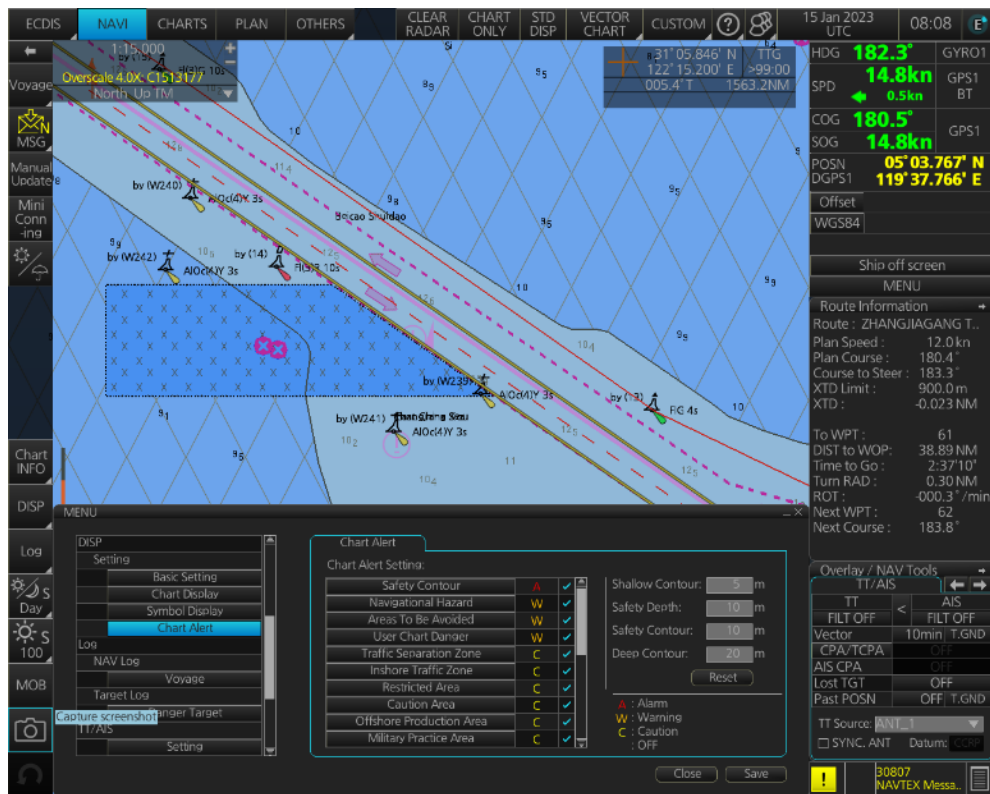 ECDIS NAVI CHARTS PLAN OTHERS CLEAR RADAR CHART ONLY STD DISP VECTOR CHART CUSTOM ? 15 Jan 2023 UTC 08:08 E
1:15,000
Overscale 4.0X: C1513177
North Up TM
31° 05.846' N TTG
122° 15.200' E >99:00
005.4° T 1563.2NM
Voyage
N
MSG
Manual
Update
Mini
Conn
-ing
Chart
INFO
DISP
Log
S
Day
S
100
MOB
Capture screenshot
HDG 182.3° GYRO1
SPD 14.8kn GPS1
0.5kn BT
COG 180.5° GPS1
SOG 14.8kn
POSN 05° 03.767' N
DGPS1 119° 37.766' E
Offset
WGS84
Ship off screen
MENU
Route Information
Route : ZHANGJIAGANG T..
Plan Speed : 12.0 kn
Plan Course : 180.4°
Course to Steer : 183.3°
XTD Limit : 900.0 m
XTD : -0.023 NM
To WPT : 61
DIST to WOP: 38.89 NM
Time to Go : 2:37'10"
Turn RAD : 0.30 NM
ROT : -000.3°/min
Next WPT : 62
Next Course : 183.8°
Overlay / NAV Tools
TT/AIS
TT < AIS
FILT OFF FILT OFF
Vector 10min T.GND
CPA/TCPA OFF
AIS CPA OFF
Lost TGT OFF
Past POSN OFF T.GND
TT Source: ANT_1
SYNC. ANT Datum: CCRP
! 30807
NAVTEX Messa..
by (W240)
AlOc(4)Y 3s
Beicao Shuidao
by (W242)
AlOc(4)Y 3s
by (14)
Fl(3)R 10s
by (W239)
AlOc(4)Y 3s
by (13)
FlG 4s
by (W241)
AlOc(4)Y 3s
MENU
DISP
Setting
Basic Setting
Chart Display
Symbol Display
Chart Alert
Log
NAV Log
Voyage
Target Log
Danger Target
TT/AIS
Setting
Chart Alert
Chart Alert Setting:
Safety Contour A
Navigational Hazard W
Areas To Be Avoided W
User Chart Danger W
Traffic Separation Zone C
Inshore Traffic Zone C
Restricted Area C
Caution Area C
Offshore Production Area C
Military Practice Area C
Shallow Contour: 5 m
Safety Depth: 10 m
Safety Contour: 10 m
Deep Contour: 20 m
Reset
A : Alarm
W : Warning
C : Caution
: OFF
Close Save